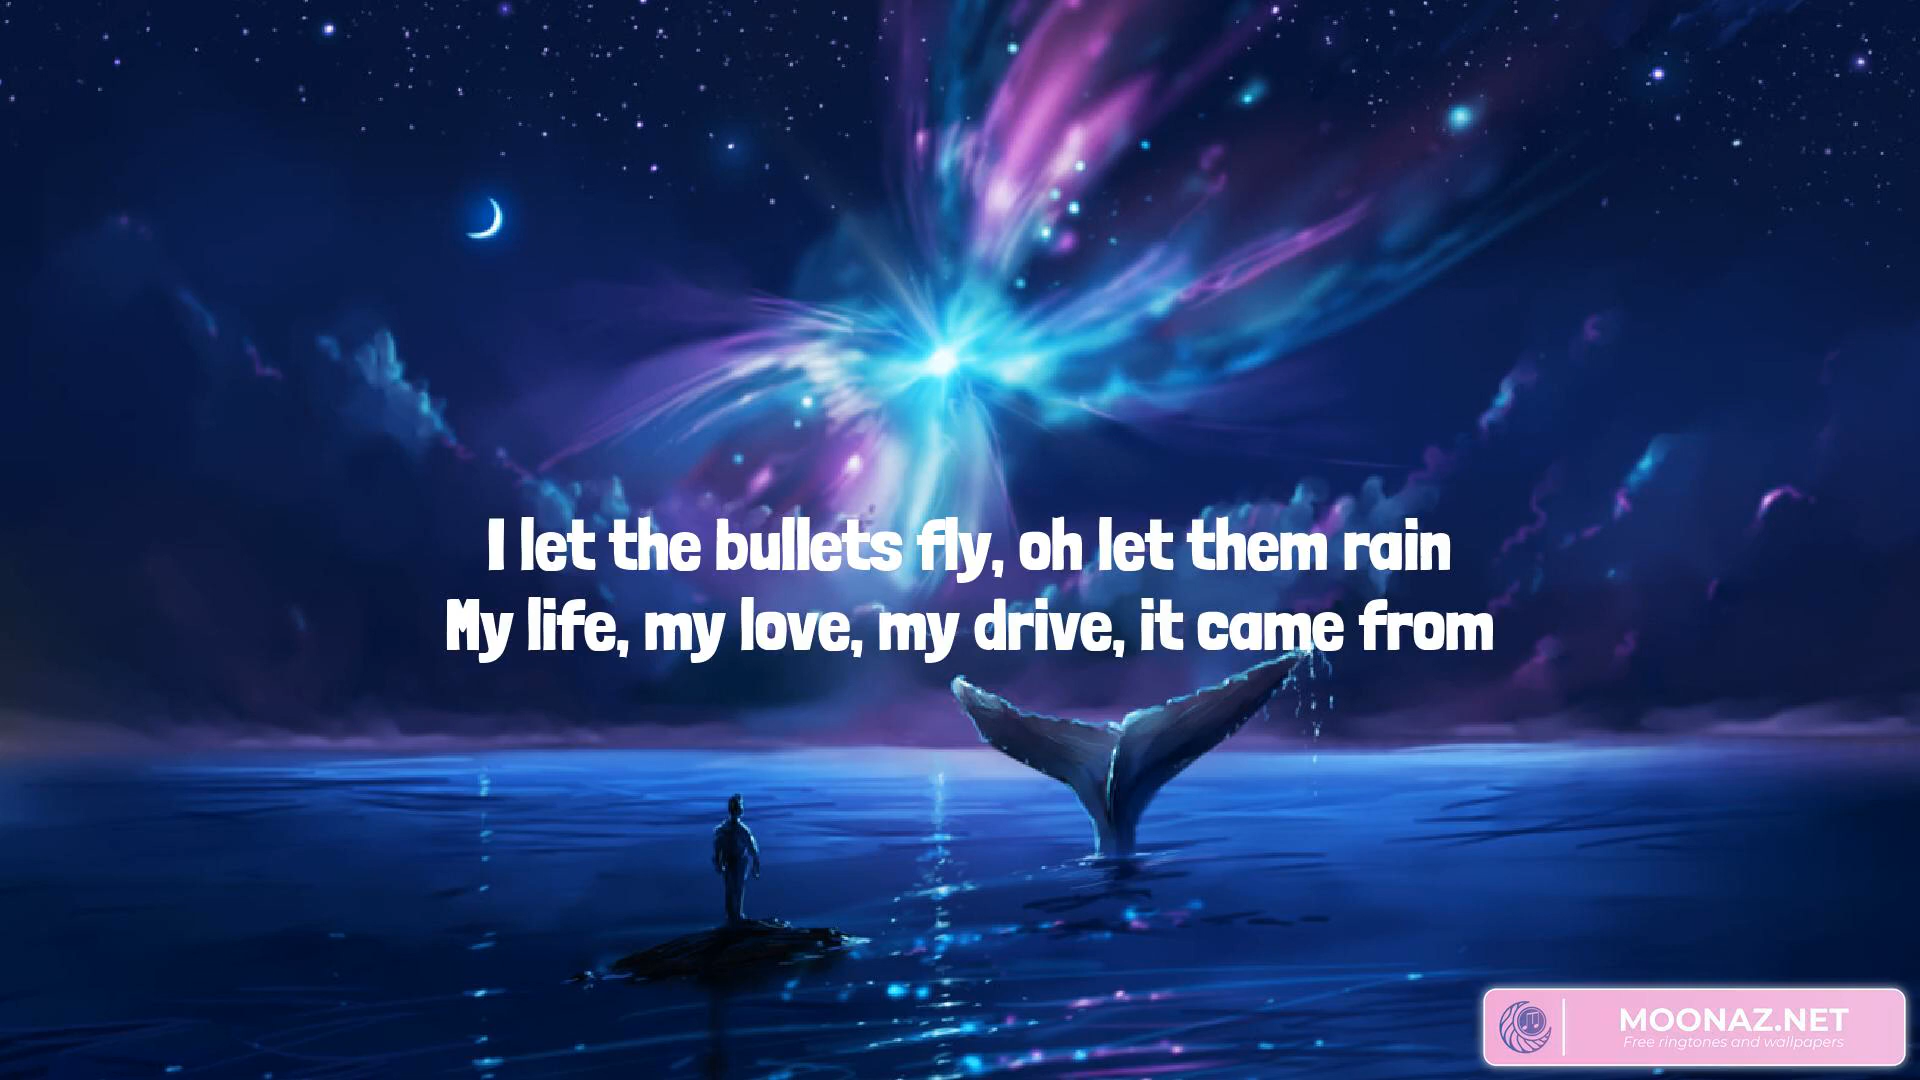 I let the bullets fly, oh let them rain
My life, my love, my drive, it came from
MOONAZ.NET
Free ringtones and wallpapers